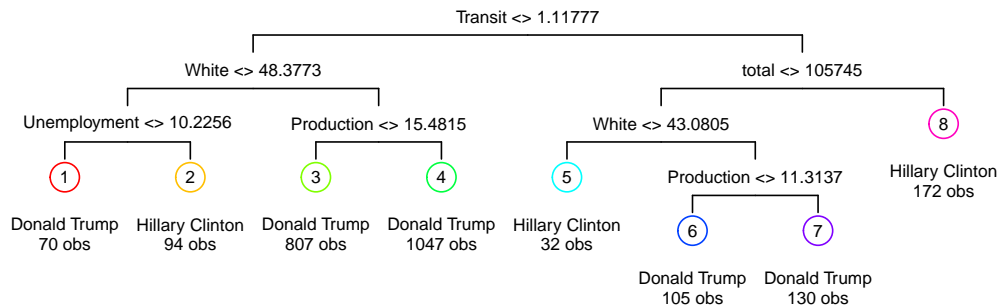 Transit <> 1.11777
White <> 48.3773
total <> 105745
Unemployment <> 10.2256
Production <> 15.4815
White <> 43.0805
8
1
2
3
4
5
Production <> 11.3137
Hillary Clinton
172 obs
Donald Trump
70 obs
Hillary Clinton
94 obs
Donald Trump
807 obs
Donald Trump
1047 obs
Hillary Clinton
32 obs
6
7
Donald Trump
105 obs
Donald Trump
130 obs